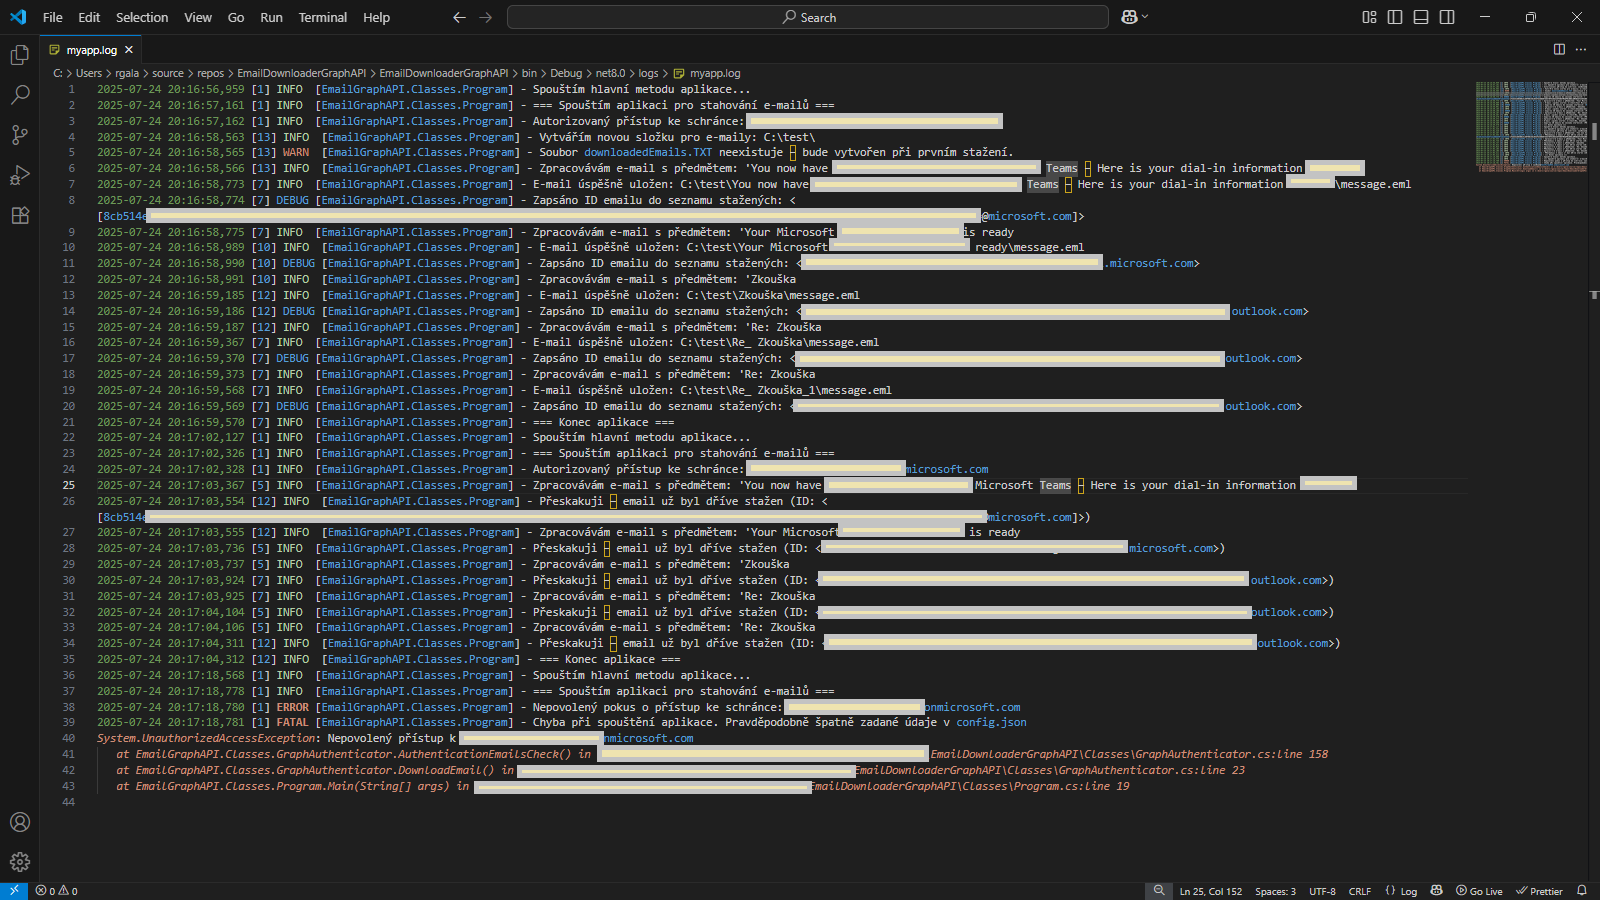 File Edit Selection View Go Run Terminal Help Search
myapp.log
C: > Users > rgala > source > repos > EmailDownloaderGraphAPI > EmailDownloaderGraphAPI > bin > Debug > net8.0 > logs > myapp.log
1 2025-07-24 20:16:56,959 [1] INFO [EmailGraphAPI.Classes.Program] - Spouštím hlavní metodu aplikace...
2 2025-07-24 20:16:57,161 [1] INFO [EmailGraphAPI.Classes.Program] - === Spouštím aplikaci pro stahování e-mailů ===
3 2025-07-24 20:16:57,162 [1] INFO [EmailGraphAPI.Classes.Program] - Autorizovaný přístup ke schránce:
4 2025-07-24 20:16:58,563 [13] INFO [EmailGraphAPI.Classes.Program] - Vytvářím novou složku pro e-maily: C:\test\
5 2025-07-24 20:16:58,565 [13] WARN [EmailGraphAPI.Classes.Program] - Soubor downloadedEmails.TXT neexistuje – bude vytvořen při prvním stažení.
6 2025-07-24 20:16:58,566 [13] INFO [EmailGraphAPI.Classes.Program] - Zpracovávám e-mail s předmětem: 'You now have Teams – Here is your dial-in information
7 2025-07-24 20:16:58,773 [7] INFO [EmailGraphAPI.Classes.Program] - E-mail úspěšně uložen: C:\test\You now have Teams – Here is your dial-in information \message.eml
8 2025-07-24 20:16:58,774 [7] DEBUG [EmailGraphAPI.Classes.Program] - Zapsáno ID emailu do seznamu stažených: <
[8cb514e @microsoft.com]>
9 2025-07-24 20:16:58,775 [7] INFO [EmailGraphAPI.Classes.Program] - Zpracovávám e-mail s předmětem: 'Your Microsoft is ready
10 2025-07-24 20:16:58,989 [10] INFO [EmailGraphAPI.Classes.Program] - E-mail úspěšně uložen: C:\test\Your Microsoft ready\message.eml
11 2025-07-24 20:16:58,990 [10] DEBUG [EmailGraphAPI.Classes.Program] - Zapsáno ID emailu do seznamu stažených: < .microsoft.com>
12 2025-07-24 20:16:58,991 [10] INFO [EmailGraphAPI.Classes.Program] - Zpracovávám e-mail s předmětem: 'Zkouška
13 2025-07-24 20:16:59,185 [12] INFO [EmailGraphAPI.Classes.Program] - E-mail úspěšně uložen: C:\test\Zkouška\message.eml
14 2025-07-24 20:16:59,186 [12] DEBUG [EmailGraphAPI.Classes.Program] - Zapsáno ID emailu do seznamu stažených: < outlook.com>
15 2025-07-24 20:16:59,187 [12] INFO [EmailGraphAPI.Classes.Program] - Zpracovávám e-mail s předmětem: 'Re: Zkouška
16 2025-07-24 20:16:59,367 [7] INFO [EmailGraphAPI.Classes.Program] - E-mail úspěšně uložen: C:\test\Re_ Zkouška\message.eml
17 2025-07-24 20:16:59,370 [7] DEBUG [EmailGraphAPI.Classes.Program] - Zapsáno ID emailu do seznamu stažených: < outlook.com>
18 2025-07-24 20:16:59,373 [7] INFO [EmailGraphAPI.Classes.Program] - Zpracovávám e-mail s předmětem: 'Re: Zkouška
19 2025-07-24 20:16:59,568 [7] INFO [EmailGraphAPI.Classes.Program] - E-mail úspěšně uložen: C:\test\Re_ Zkouška_1\message.eml
20 2025-07-24 20:16:59,569 [7] DEBUG [EmailGraphAPI.Classes.Program] - Zapsáno ID emailu do seznamu stažených: < outlook.com>
21 2025-07-24 20:16:59,570 [7] INFO [EmailGraphAPI.Classes.Program] - === Konec aplikace ===
22 2025-07-24 20:17:02,127 [1] INFO [EmailGraphAPI.Classes.Program] - Spouštím hlavní metodu aplikace...
23 2025-07-24 20:17:02,326 [1] INFO [EmailGraphAPI.Classes.Program] - === Spouštím aplikaci pro stahování e-mailů ===
24 2025-07-24 20:17:02,328 [1] INFO [EmailGraphAPI.Classes.Program] - Autorizovaný přístup ke schránce: microsoft.com
25 2025-07-24 20:17:03,367 [5] INFO [EmailGraphAPI.Classes.Program] - Zpracovávám e-mail s předmětem: 'You now have Microsoft Teams – Here is your dial-in information
26 2025-07-24 20:17:03,554 [12] INFO [EmailGraphAPI.Classes.Program] - Přeskakuji – email už byl dříve stažen (ID: <
[8cb514e microsoft.com]>)
27 2025-07-24 20:17:03,555 [12] INFO [EmailGraphAPI.Classes.Program] - Zpracovávám e-mail s předmětem: 'Your Microsoft is ready
28 2025-07-24 20:17:03,736 [5] INFO [EmailGraphAPI.Classes.Program] - Přeskakuji – email už byl dříve stažen (ID: < microsoft.com>)
29 2025-07-24 20:17:03,737 [5] INFO [EmailGraphAPI.Classes.Program] - Zpracovávám e-mail s předmětem: 'Zkouška
30 2025-07-24 20:17:03,924 [7] INFO [EmailGraphAPI.Classes.Program] - Přeskakuji – email už byl dříve stažen (ID: < outlook.com>)
31 2025-07-24 20:17:03,925 [7] INFO [EmailGraphAPI.Classes.Program] - Zpracovávám e-mail s předmětem: 'Re: Zkouška
32 2025-07-24 20:17:04,104 [5] INFO [EmailGraphAPI.Classes.Program] - Přeskakuji – email už byl dříve stažen (ID: < outlook.com>)
33 2025-07-24 20:17:04,106 [5] INFO [EmailGraphAPI.Classes.Program] - Zpracovávám e-mail s předmětem: 'Re: Zkouška
34 2025-07-24 20:17:04,311 [12] INFO [EmailGraphAPI.Classes.Program] - Přeskakuji – email už byl dříve stažen (ID: < outlook.com>)
35 2025-07-24 20:17:04,312 [12] INFO [EmailGraphAPI.Classes.Program] - === Konec aplikace ===
36 2025-07-24 20:17:18,568 [1] INFO [EmailGraphAPI.Classes.Program] - Spouštím hlavní metodu aplikace...
37 2025-07-24 20:17:18,778 [1] INFO [EmailGraphAPI.Classes.Program] - === Spouštím aplikaci pro stahování e-mailů ===
38 2025-07-24 20:17:18,780 [1] ERROR [EmailGraphAPI.Classes.Program] - Nepovolený pokus o přístup ke schránce: onmicrosoft.com
39 2025-07-24 20:17:18,781 [1] FATAL [EmailGraphAPI.Classes.Program] - Chyba při spouštění aplikace. Pravděpodobně špatně zadané údaje v config.json
40 System.UnauthorizedAccessException: Nepovolený přístup k nmicrosoft.com
41 at EmailGraphAPI.Classes.GraphAuthenticator.AuthenticationEmailsCheck() in EmailDownloaderGraphAPI\Classes\GraphAuthenticator.cs:line 158
42 at EmailGraphAPI.Classes.GraphAuthenticator.DownloadEmail() in EmailDownloaderGraphAPI\Classes\GraphAuthenticator.cs:line 23
43 at EmailGraphAPI.Classes.Program.Main(String[] args) in EmailDownloaderGraphAPI\Classes\Program.cs:line 19
44
0 0 Ln 25, Col 152 Spaces: 3 UTF-8 CRLF {} Log Go Live Prettier